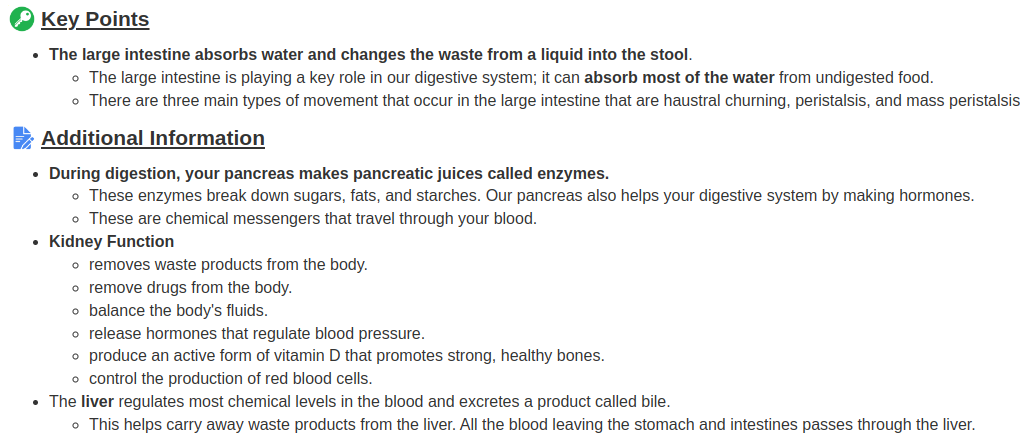 Key Points
The large intestine absorbs water and changes the waste from a liquid into the stool.
The large intestine is playing a key role in our digestive system; it can absorb most of the water from undigested food.
There are three main types of movement that occur in the large intestine that are haustral churning, peristalsis, and mass peristalsis
Additional Information
During digestion, your pancreas makes pancreatic juices called enzymes.
These enzymes break down sugars, fats, and starches. Our pancreas also helps your digestive system by making hormones.
These are chemical messengers that travel through your blood.
Kidney Function
removes waste products from the body.
remove drugs from the body.
balance the body's fluids.
release hormones that regulate blood pressure.
produce an active form of vitamin D that promotes strong, healthy bones.
control the production of red blood cells.
The liver regulates most chemical levels in the blood and excretes a product called bile.
This helps carry away waste products from the liver. All the blood leaving the stomach and intestines passes through the liver.